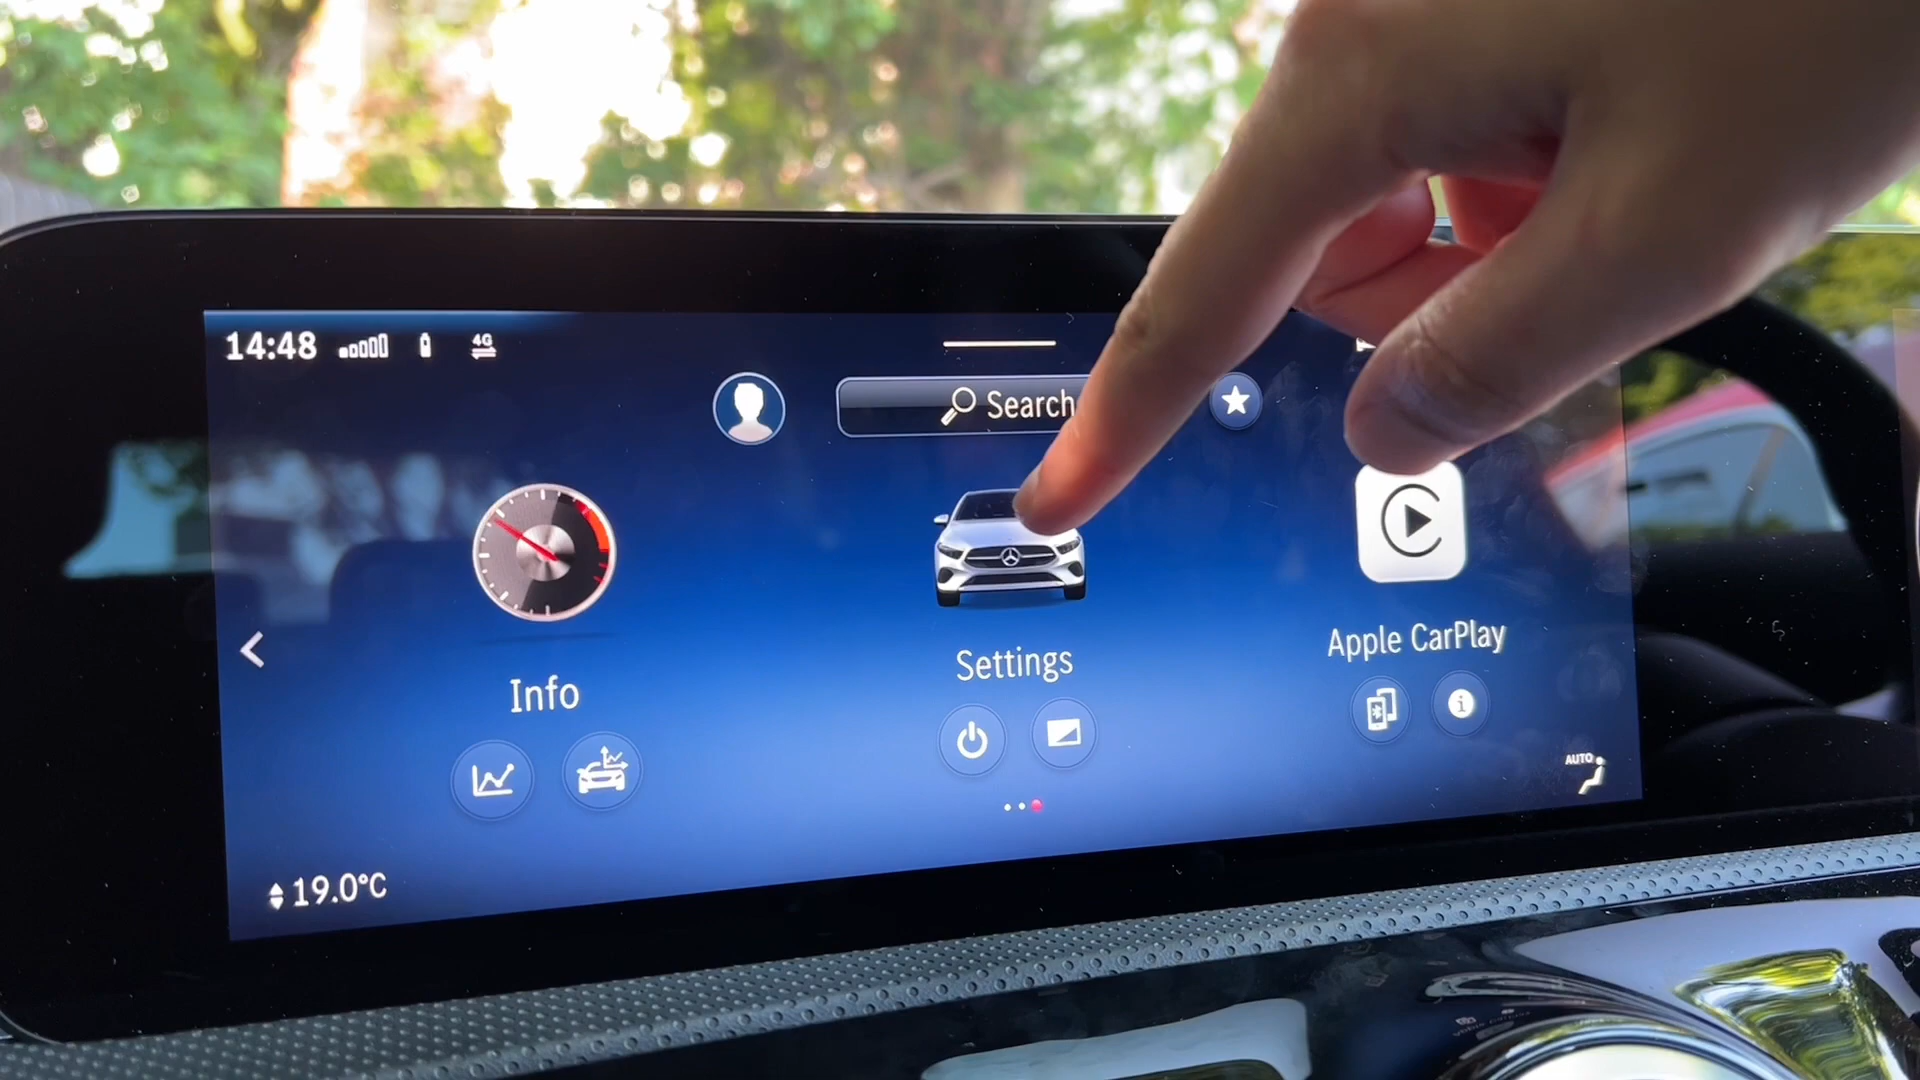 14:48 4G
Search
Info
Settings
Apple CarPlay
AUTO
19.0°C